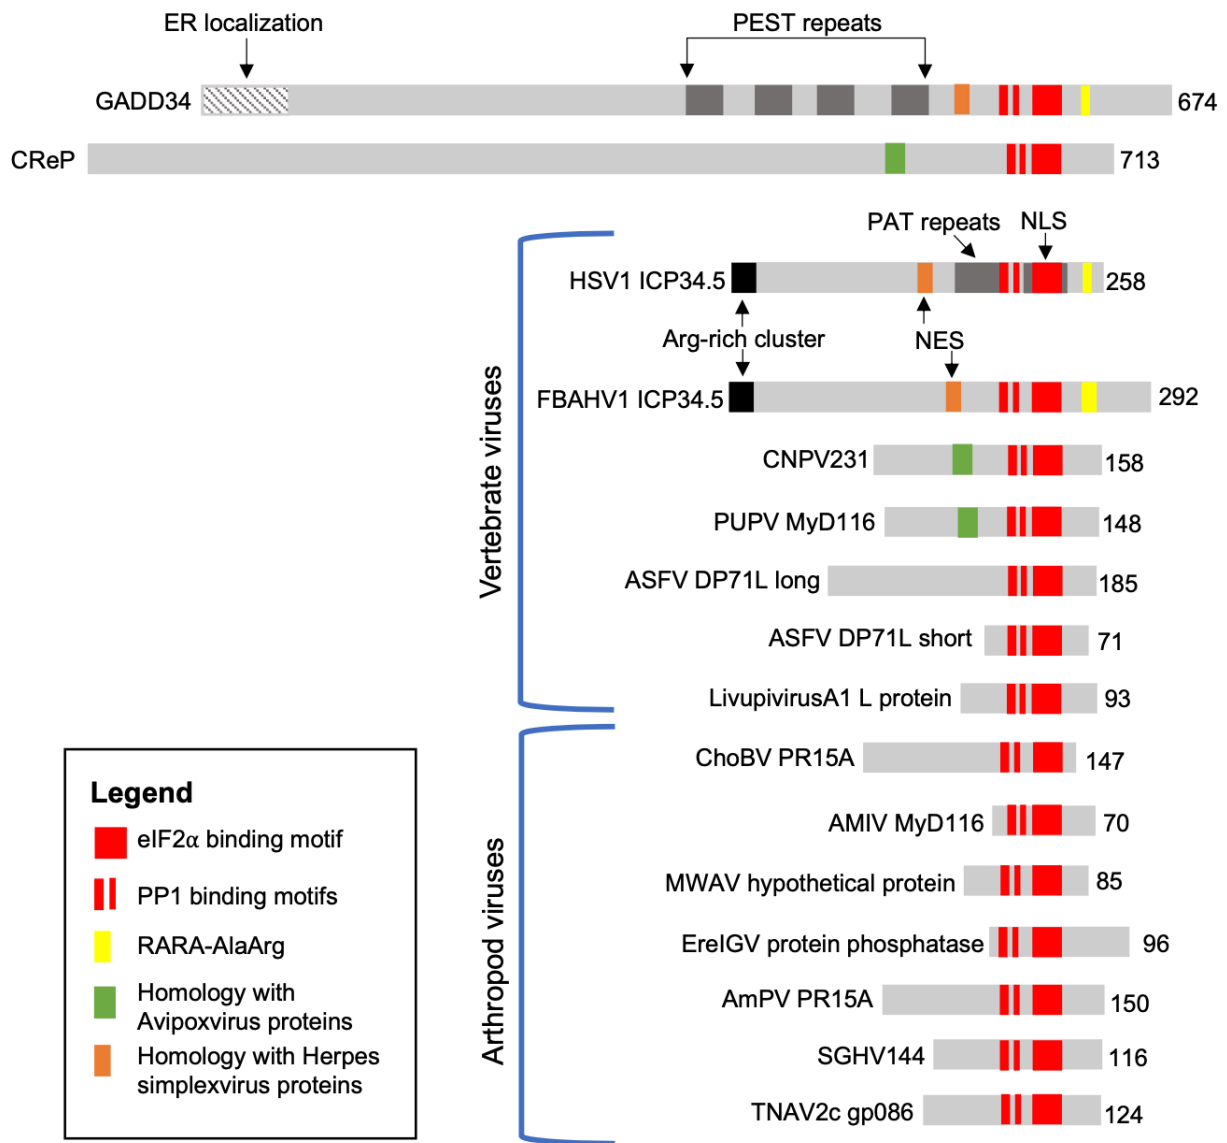 ER localization
PEST repeats
GADD34
674
CReP
713
PAT repeats
NLS
HSV1 ICP34.5
258
Arg-rich cluster
NES
FBAHV1 ICP34.5
292
CNPV231
158
PUPV MyD116
148
ASFV DP71L long
185
ASFV DP71L short
71
LivupivirusA1 L protein
93
Vertebrate viruses
ChoBV PR15A
147
AMIV MyD116
70
MWAV hypothetical protein
85
EreIGV protein phosphatase
96
AmPV PR15A
150
SGHV144
116
TNAV2c gp086
124
Arthropod viruses
Legend
eIF2α binding motif
PP1 binding motifs
RARA-AlaArg
Homology with
Avipoxvirus proteins
Homology with Herpes
simplexvirus proteins